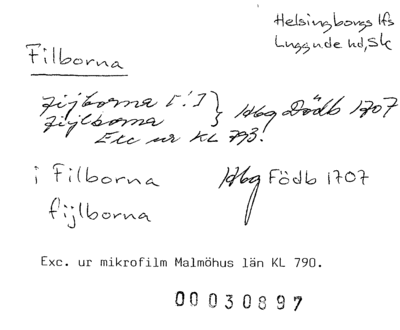 Helsingborgs lfs
Luggude hd, Sk
Filborna
Fijborna [!] } Hbg Dödb 1707
Fijlborna
Exc ur KL 793.
i Filborna Hbg Födb 1707
fijlborna
Exc. ur mikrofilm Malmöhus län KL 790.
00030897